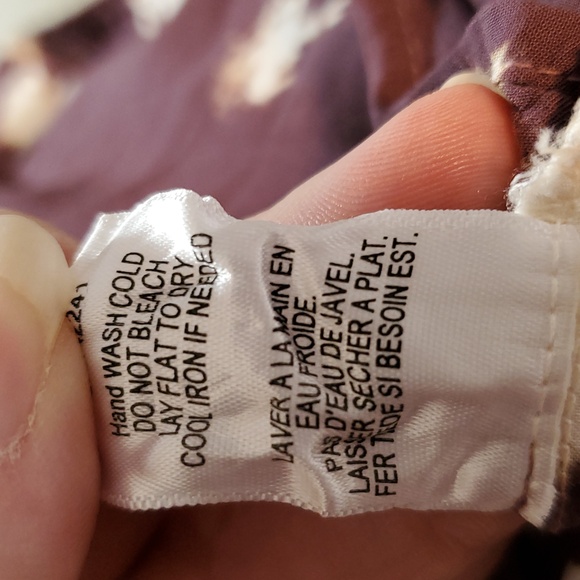 Hand WASH COLD
DO NOT BLEACH
LAY FLAT TO DRY
COOL IRON IF NEEDED
LAVER A LA MAIN EN
EAU FROIDE.
PAS D'EAU DE JAVEL.
LAISSER SECHER A PLAT.
FER TIEDE SI BESOIN EST.